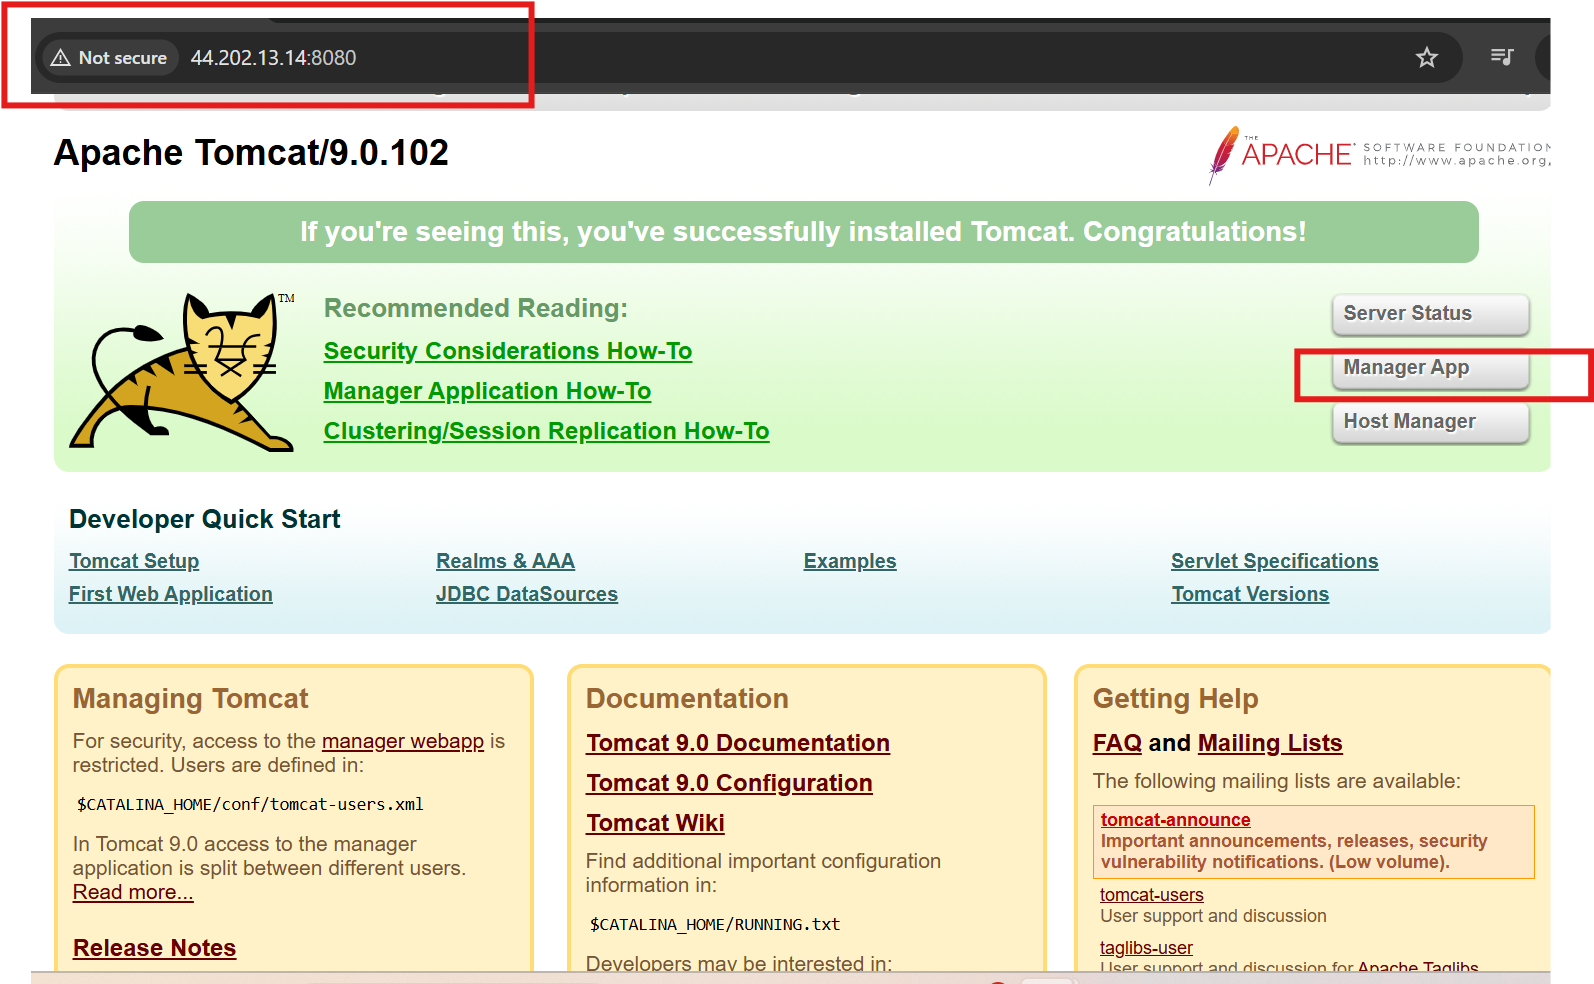 Not secure 44.202.13.14:8080
Apache Tomcat/9.0.102
THE
APACHE SOFTWARE FOUNDATION
http://www.apache.org/
If you're seeing this, you've successfully installed Tomcat. Congratulations!
TM
Recommended Reading:
Security Considerations How-To
Manager Application How-To
Clustering/Session Replication How-To
Server Status
Manager App
Host Manager
Developer Quick Start
Tomcat Setup
First Web Application
Realms & AAA
JDBC DataSources
Examples
Servlet Specifications
Tomcat Versions
Managing Tomcat
For security, access to the manager webapp is
restricted. Users are defined in:
$CATALINA_HOME/conf/tomcat-users.xml
In Tomcat 9.0 access to the manager
application is split between different users.
Read more...
Release Notes
Documentation
Tomcat 9.0 Documentation
Tomcat 9.0 Configuration
Tomcat Wiki
Find additional important configuration
information in:
$CATALINA_HOME/RUNNING.txt
Developers may be interested in:
Getting Help
FAQ and Mailing Lists
The following mailing lists are available:
tomcat-announce
Important announcements, releases, security
vulnerability notifications. (Low volume).
tomcat-users
User support and discussion
taglibs-user
User support and discussion for Apache Taglibs